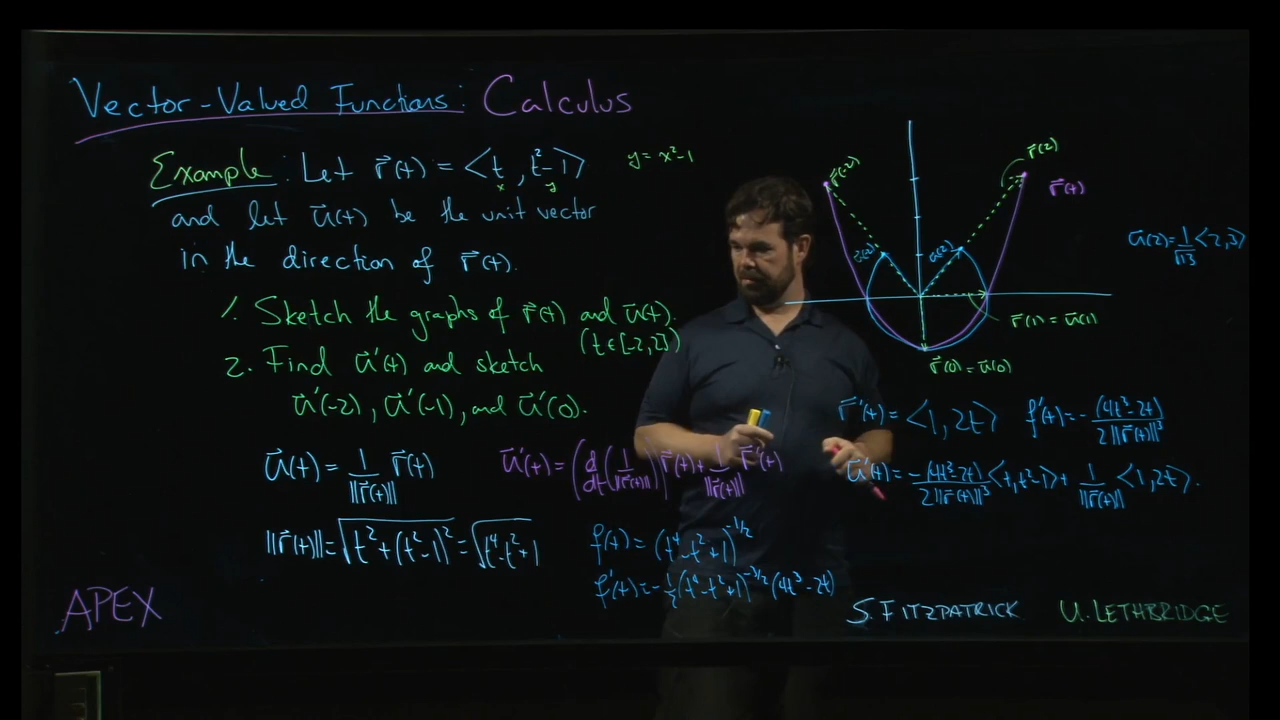 Vector-Valued Functions: Calculus
Example: Let r⃗(t) = <t, t²-1> y = x²-1
x y
and let u⃗(t) be the unit vector
in the direction of r⃗(t).
1. Sketch the graphs of r⃗(t) and u⃗(t).
(t∈[-2,2])
2. Find u⃗'(t) and sketch
u⃗'(-2), u⃗'(-1), and u⃗'(0).
u⃗(t) = 1/||r⃗(t)|| r⃗(t)
||r⃗(t)|| = √(t²+(t²-1)²) = √(t⁴-t²+1)
u⃗'(t) = (d/dt(1/||r⃗(t)||)) r⃗(t) + 1/||r⃗(t)|| r⃗'(t)
f(t) = (t⁴-t²+1)^(-1/2)
f'(t) = -1/2(t⁴-t²+1)^(-3/2) (4t³-2t)
r⃗(-2)
r⃗(2)
r⃗(t)
u⃗(2)
u⃗(2) = 1/√13 <2,3>
r⃗(1) = u⃗(1)
r⃗(0) = u⃗(0)
r⃗'(t) = <1, 2t> f'(t) = -(4t³-2t)/(2||r⃗(t)||³)
u⃗'(t) = -(4t³-2t)/(2||r⃗(t)||³) <t, t²-1> + 1/||r⃗(t)|| <1, 2t>.
APEX
S. FITZPATRICK U. LETHBRIDGE